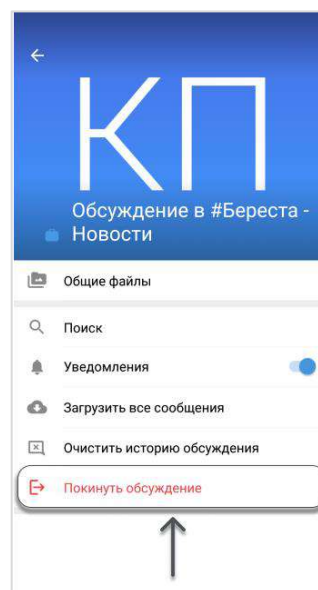 КП
Обсуждение в #Береста -
Новости
Общие файлы
Поиск
Уведомления
Загрузить все сообщения
Очистить историю обсуждения
Покинуть обсуждение